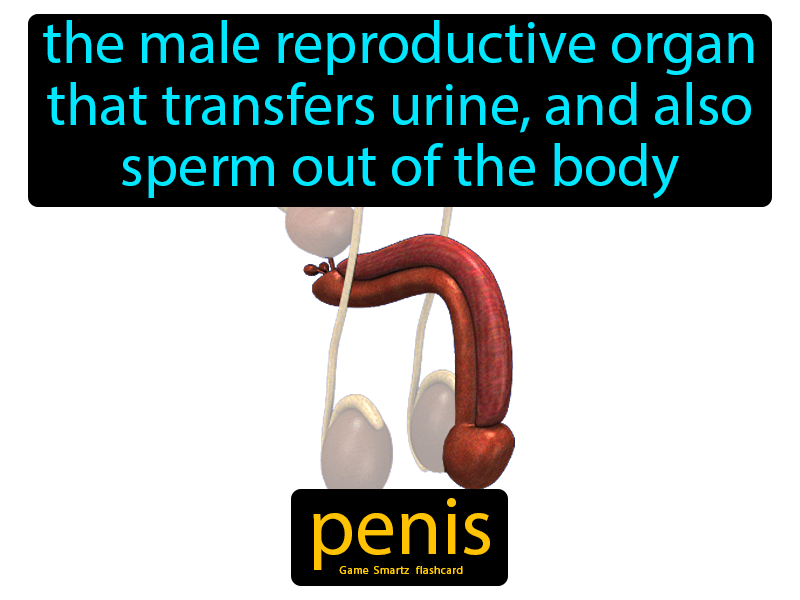 the male reproductive organ
that transfers urine, and also
sperm out of the body
penis
Game Smartz flashcard